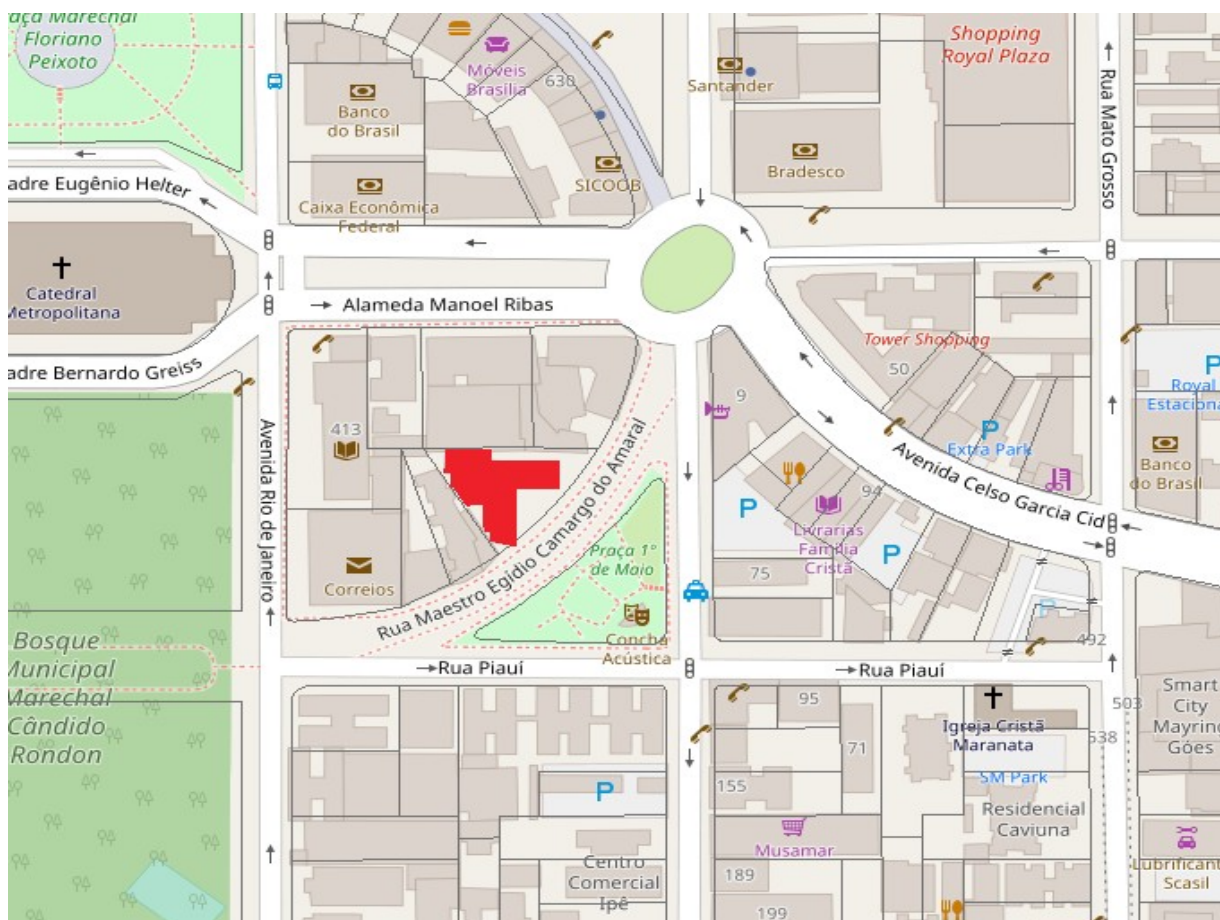 aça Marechal
Floriano
Peixoto
Móveis
Brasília
630
Banco
do Brasil
SICOOB
Caixa Econômica
Federal
Santander
Bradesco
Shopping
Royal Plaza
Rua Mato Grosso
adre Eugênio Helter
Catedral
Metropolitana
Alameda Manoel Ribas
adre Bernardo Greiss
Avenida Rio de Janeiro
413
Correios
Rua Maestro Egídio Camargo do Amaral
Praça 1º
de Maio
Concha
Acústica
Tower Shopping
50
9
Extra Park
Avenida Celso Garcia Cid
P
Royal
Estaciona
Banco
do Brasil
P
P
94
Livrarias
Família
Cristã
P
75
P
492
Rua Piauí
Rua Piauí
Bosque
Municipal
Marechal
Cândido
Rondon
95
71
155
Igreja Cristã
Maranata
SM Park
503
538
Smart
City
Mayrink
Góes
Residencial
Caviuna
P
Musamar
Centro
Comercial
Ipê
189
199
Lubrificant
Scasil